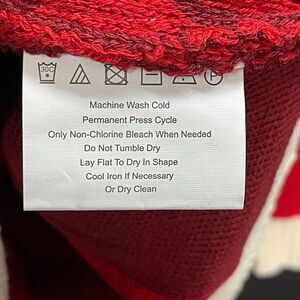 30C P
Machine Wash Cold
Permanent Press Cycle
Only Non-Chlorine Bleach When Needed
Do Not Tumble Dry
Lay Flat To Dry In Shape
Cool Iron If Necessary
Or Dry Clean